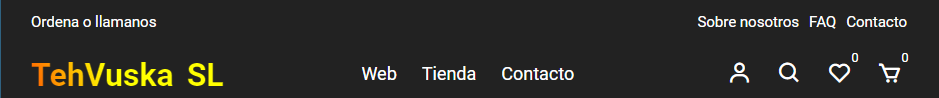 Ordena o llamanos
Sobre nosotros FAQ Contacto
TehVuska SL
Web Tienda Contacto
0 0